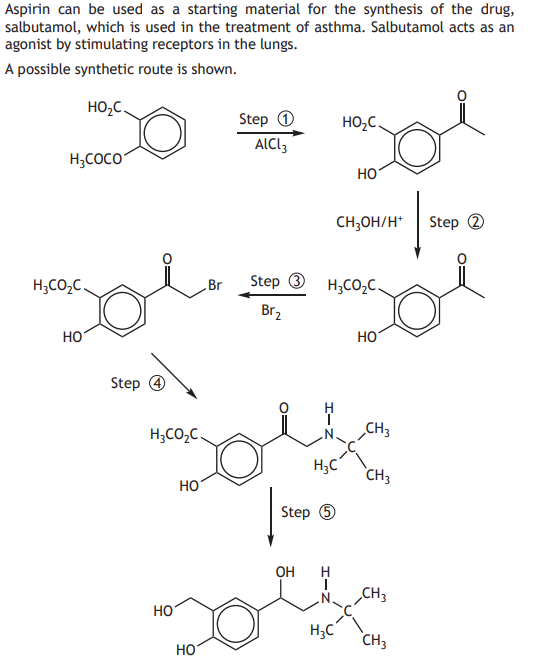 Aspirin can be used as a starting material for the synthesis of the drug,
salbutamol, which is used in the treatment of asthma. Salbutamol acts as an
agonist by stimulating receptors in the lungs.
A possible synthetic route is shown.
HO₂C
H₃COCO
Step ①
AlCl₃
O
HO₂C
HO
CH₃OH/H⁺
Step ②
O
H₃CO₂C
Br
HO
Step ③
Br₂
O
H₃CO₂C
HO
Step ④
O
H
N
H₃CO₂C
C
CH₃
H₃C
CH₃
HO
Step ⑤
OH
H
N
HO
C
CH₃
H₃C
CH₃
HO